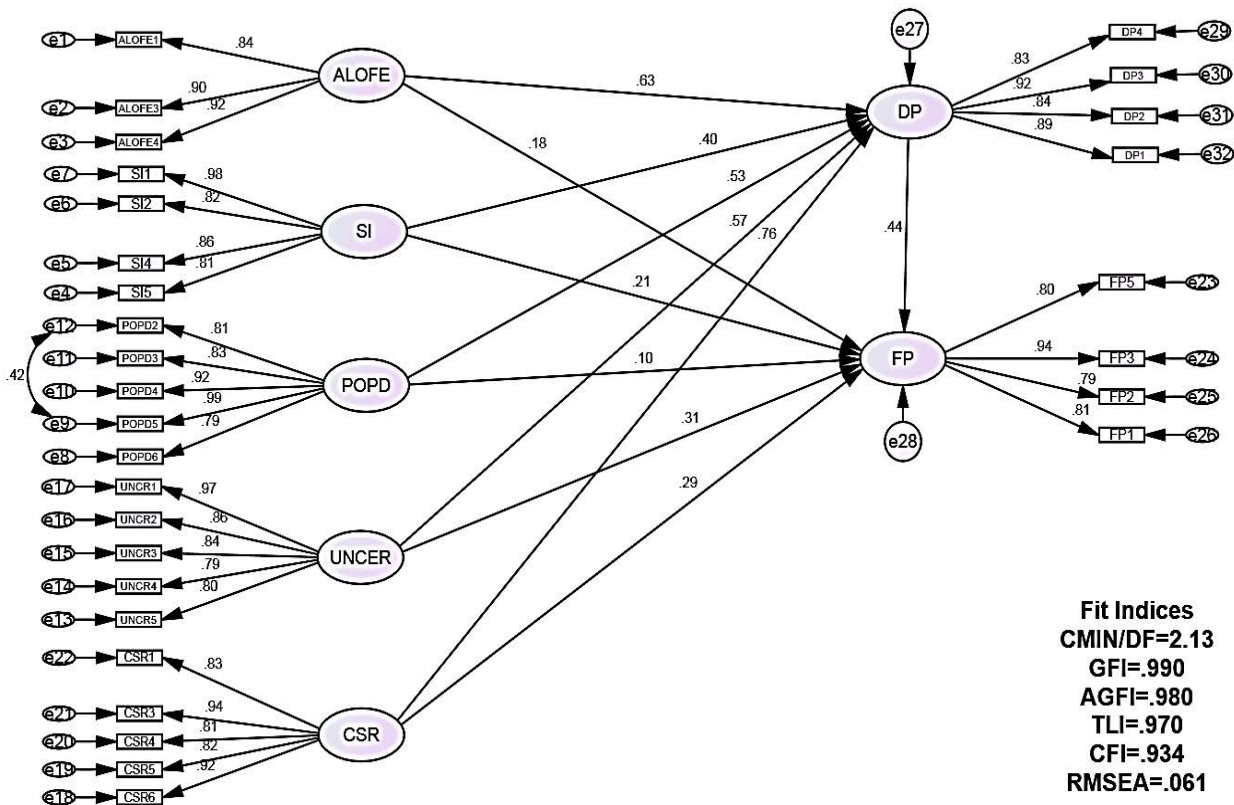 e1 ALOFE1 .84
e2 ALOFE3 .90
e3 ALOFE4 .92
ALOFE
e7 SI1 .98
e6 SI2 .82
e5 SI4 .86
e4 SI5 .81
SI
e12 POPD2 .81
e11 POPD3 .83
e10 POPD4 .92
e9 POPD5 .99
e8 POPD6 .79
.42
POPD
e17 UNCR1 .97
e16 UNCR2 .86
e15 UNCR3 .84
e14 UNCR4 .79
e13 UNCR5 .80
UNCER
e22 CSR1 .83
e21 CSR3 .94
e20 CSR4 .81
e19 CSR5 .82
e18 CSR6 .92
CSR
.63
.18
.40
.53
.57
.76
.21
.10
.31
.29
e27
DP
.44
FP
e28
.83 DP4 e29
.92 DP3 e30
.84 DP2 e31
.89 DP1 e32
.80 FP5 e23
.94 FP3 e24
.79 FP2 e25
.81 FP1 e26
Fit Indices
CMIN/DF=2.13
GFI=.990
AGFI=.980
TLI=.970
CFI=.934
RMSEA=.061